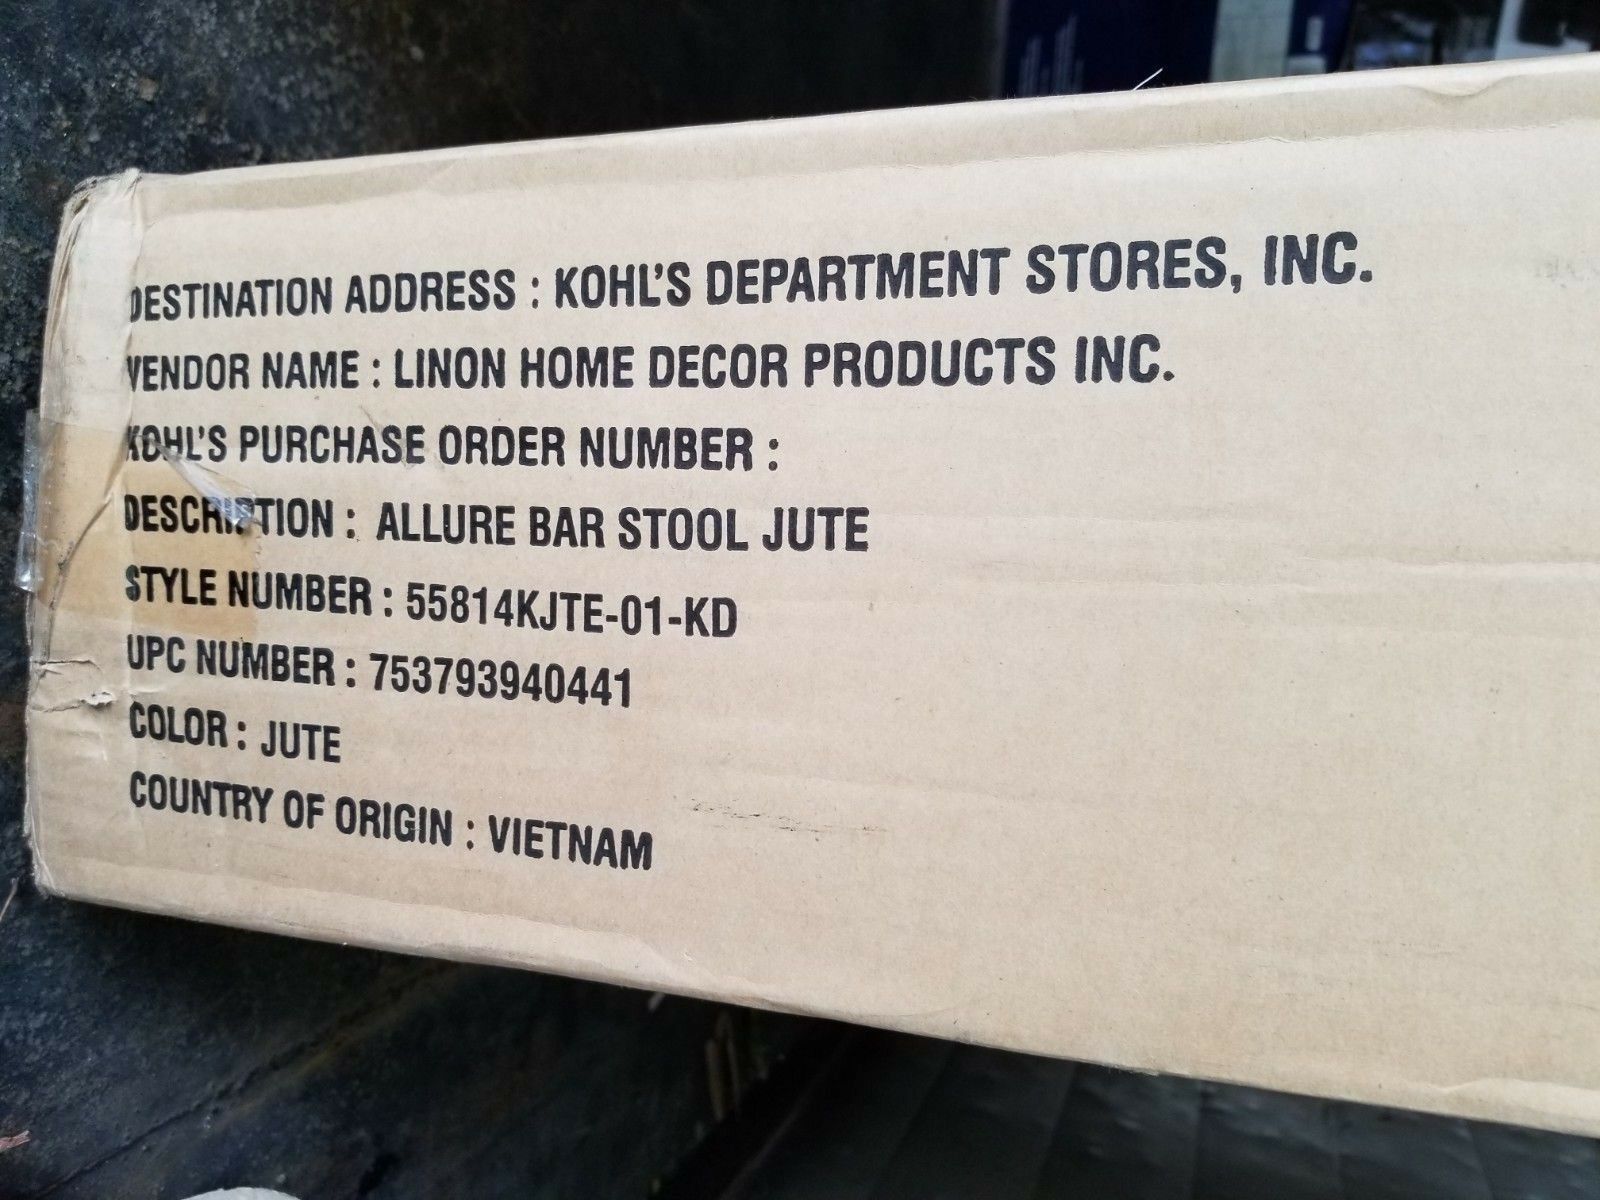 DESTINATION ADDRESS : KOHL'S DEPARTMENT STORES, INC.
VENDOR NAME : LINON HOME DECOR PRODUCTS INC.
KOHL'S PURCHASE ORDER NUMBER :
DESCRIPTION : ALLURE BAR STOOL JUTE
STYLE NUMBER : 55814KJTE-01-KD
UPC NUMBER : 753793940441
COLOR : JUTE
COUNTRY OF ORIGIN : VIETNAM